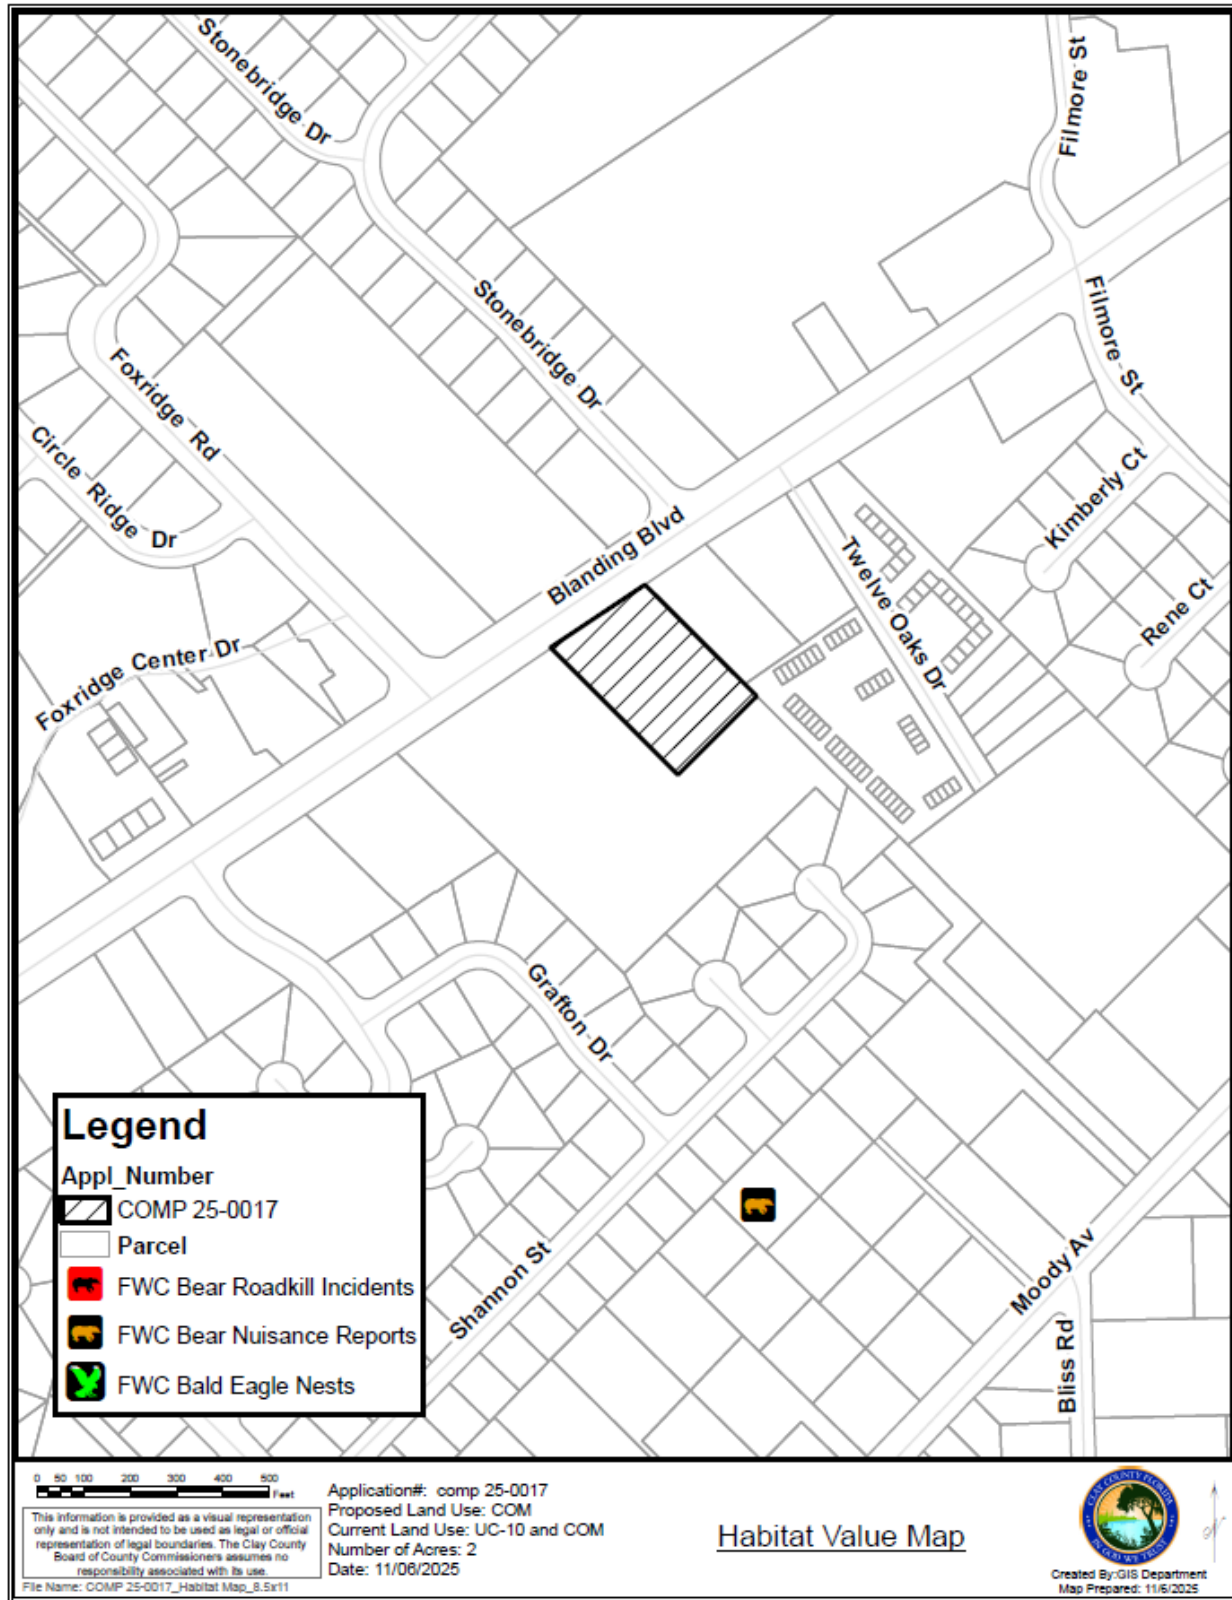 Stonebridge Dr
Filmore St
Filmore St
Stonebridge Dr
Foxridge Rd
Circle Ridge Dr
Kimberly Ct
Blanding Blvd
Twelve Oaks Dr
Rene Ct
Foxridge Center Dr
Grafton Dr
Shannon St
Moody Av
Bliss Rd
Legend
Appl_Number
COMP 25-0017
Parcel
FWC Bear Roadkill Incidents
FWC Bear Nuisance Reports
FWC Bald Eagle Nests
0 50 100 200 300 400 500
Feet
This information is provided as a visual representation
only and is not intended to be used as legal or official
representation of legal boundaries. The Clay County
Board of County Commissioners assumes no
responsibility associated with its use.
File Name: COMP 25-0017_Habitat Map_8.5x11
Application#: comp 25-0017
Proposed Land Use: COM
Current Land Use: UC-10 and COM
Number of Acres: 2
Date: 11/06/2025
Habitat Value Map
CLAY COUNTY FLORIDA
IN GOD WE TRUST
Created By:GIS Department
Map Prepared: 11/6/2025